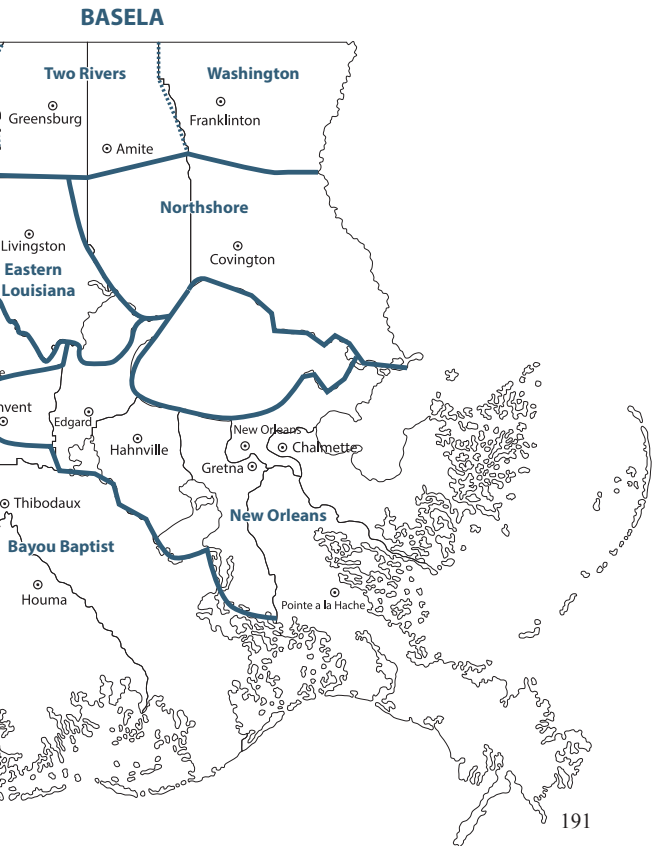 BASELA
Two Rivers
Washington
Greensburg
Franklinton
Amite
Northshore
Livingston
Covington
Eastern
Louisiana
nvent
Edgard
New Orleans
Hahnville
Chalmette
Gretna
Thibodaux
New Orleans
Bayou Baptist
Houma
Pointe a la Hache
191